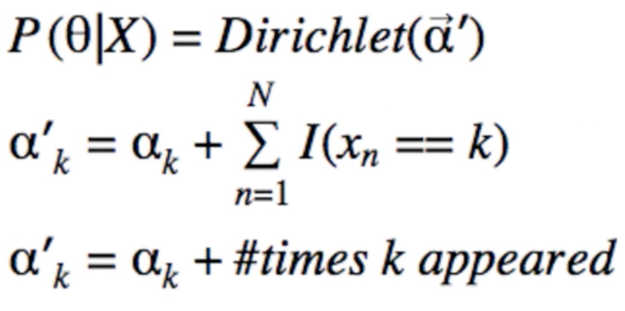 P(θ|X) = Dirichlet(α⃗′)
α′ₖ = αₖ + ∑ₙ₌₁ᴺ I(xₙ == k)
α′ₖ = αₖ + #times k appeared